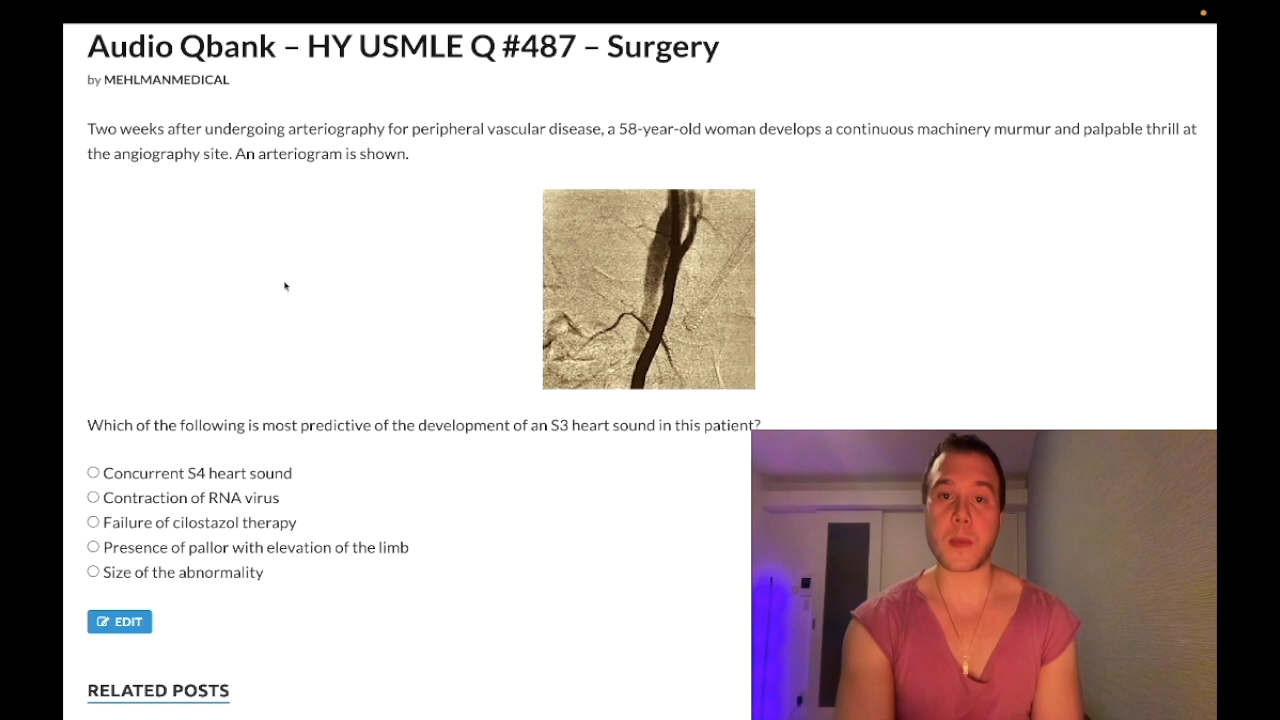 Audio Qbank – HY USMLE Q #487 – Surgery
by MEHLMANMEDICAL
Two weeks after undergoing arteriography for peripheral vascular disease, a 58-year-old woman develops a continuous machinery murmur and palpable thrill at
the angiography site. An arteriogram is shown.
Which of the following is most predictive of the development of an S3 heart sound in this patient?
Concurrent S4 heart sound
Contraction of RNA virus
Failure of cilostazol therapy
Presence of pallor with elevation of the limb
Size of the abnormality
EDIT
RELATED POSTS